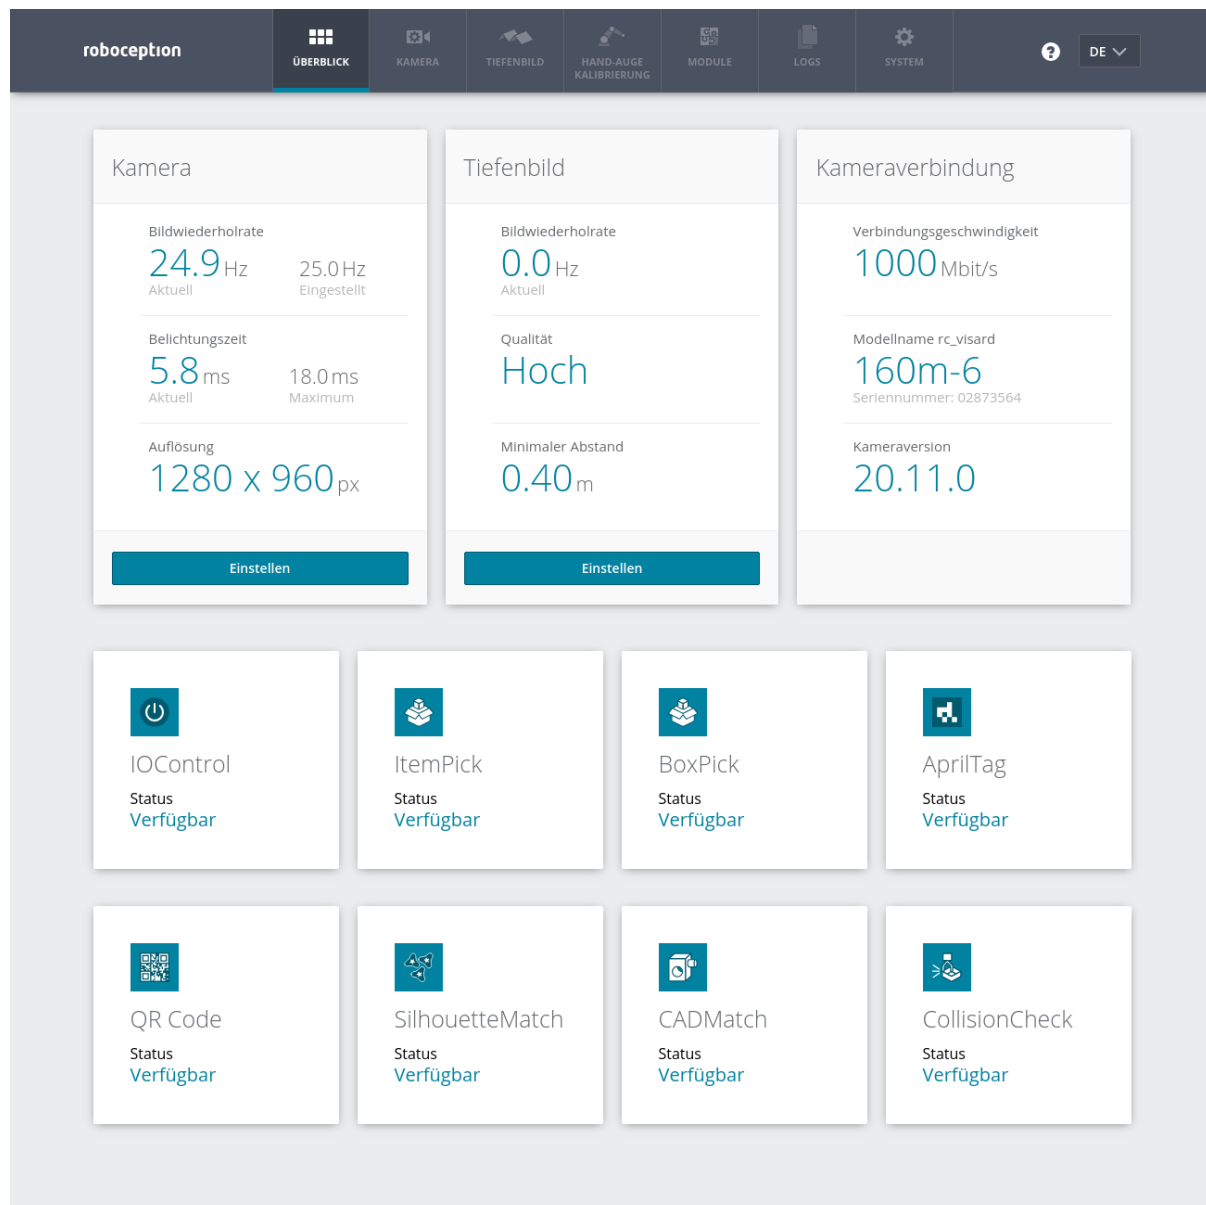 roboception
ÜBERBLICK
KAMERA
TIEFENBILD
HAND-AUGE
KALIBRIERUNG
MODULE
LOGS
SYSTEM
DE
Kamera
Bildwiederholrate
24.9 Hz
25.0 Hz
Aktuell
Eingestellt
Belichtungszeit
5.8 ms
18.0 ms
Aktuell
Maximum
Auflösung
1280 x 960 px
Einstellen
Tiefenbild
Bildwiederholrate
0.0 Hz
Aktuell
Qualität
Hoch
Minimaler Abstand
0.40 m
Einstellen
Kameraverbindung
Verbindungsgeschwindigkeit
1000 Mbit/s
Modellname rc_visard
160m-6
Seriennummer: 02873564
Kameraversion
20.11.0
IOControl
Status
Verfügbar
ItemPick
Status
Verfügbar
BoxPick
Status
Verfügbar
AprilTag
Status
Verfügbar
QR Code
Status
Verfügbar
SilhouetteMatch
Status
Verfügbar
CADMatch
Status
Verfügbar
CollisionCheck
Status
Verfügbar